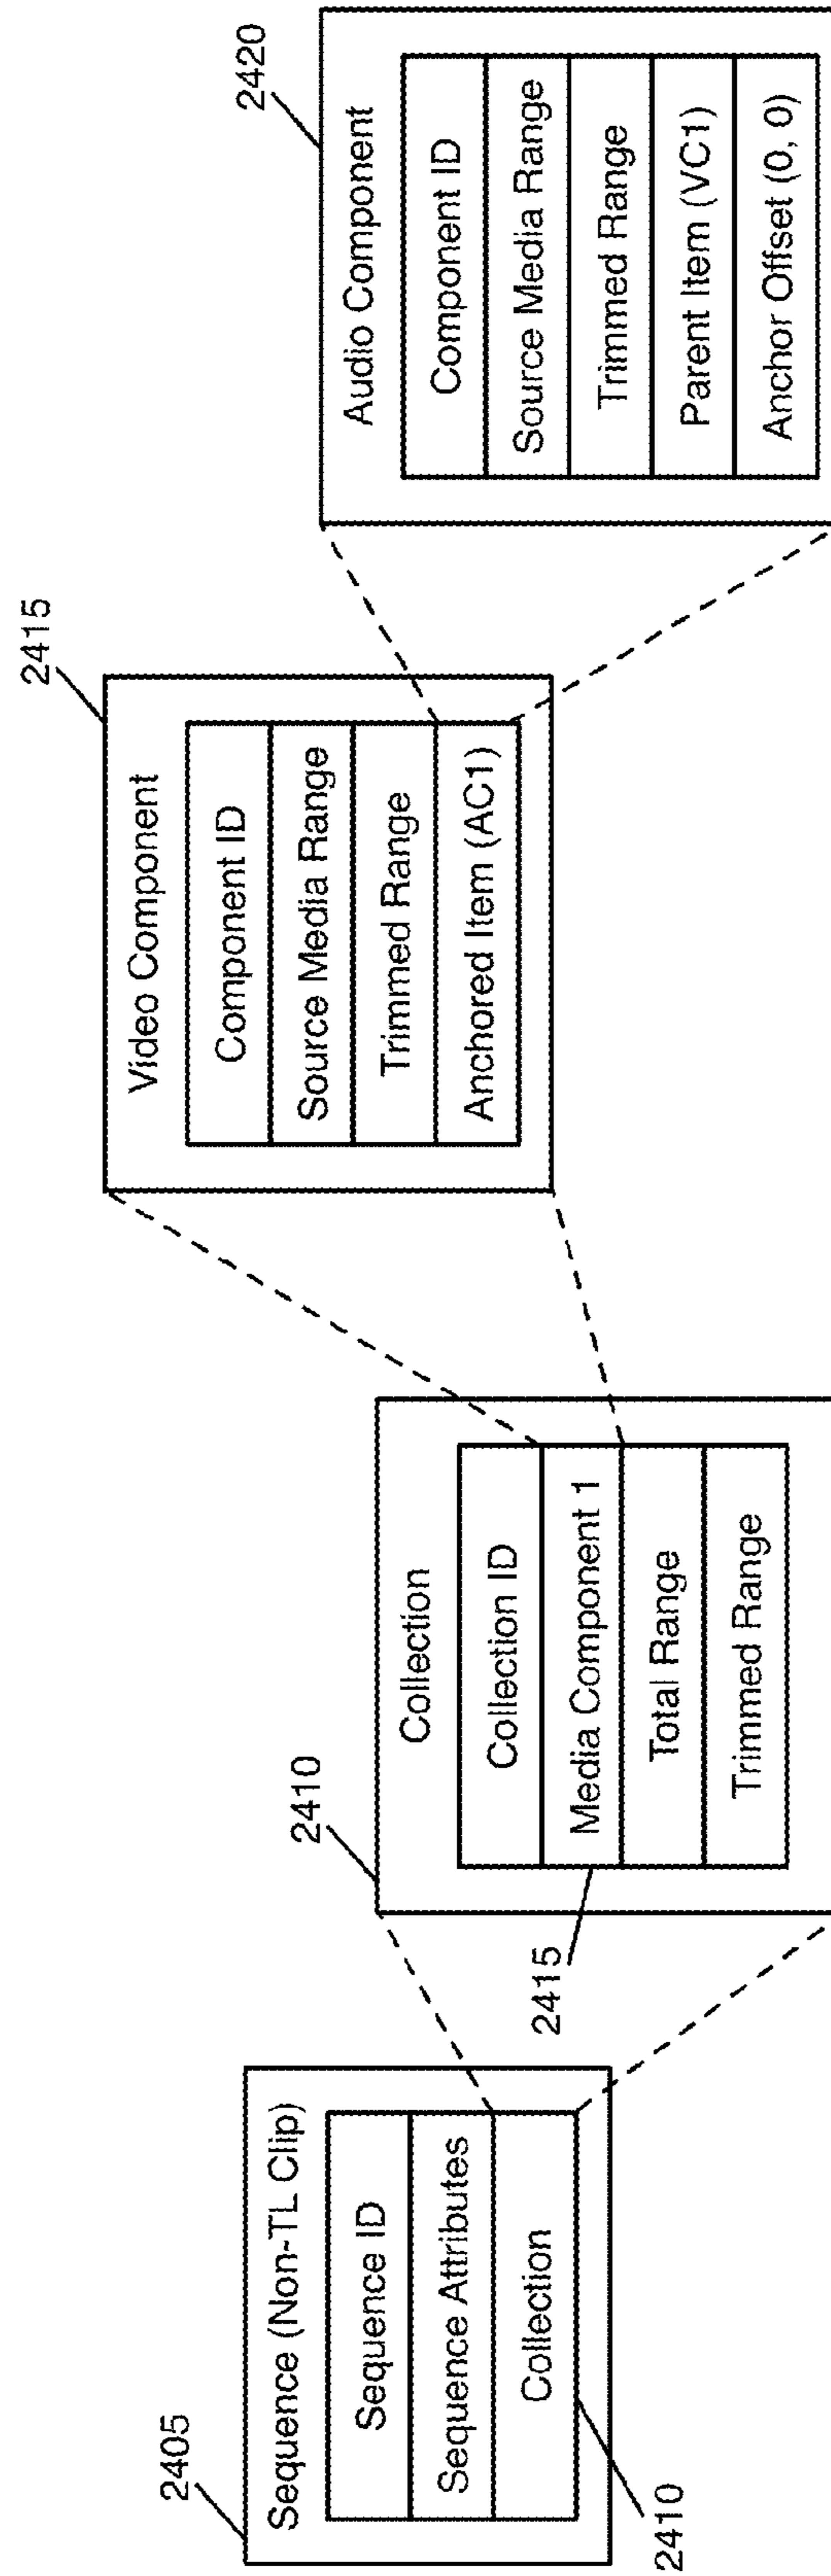 2405
Sequence (Non-TL Clip)
Sequence ID
Sequence Attributes
Collection
2410
2410
Collection
Collection ID
Media Component 1
Total Range
Trimmed Range
2415
2415
Video Component
Component ID
Source Media Range
Trimmed Range
Anchored Item (AC1)
2420
Audio Component
Component ID
Source Media Range
Trimmed Range
Parent Item (VC1)
Anchor Offset (0, 0)